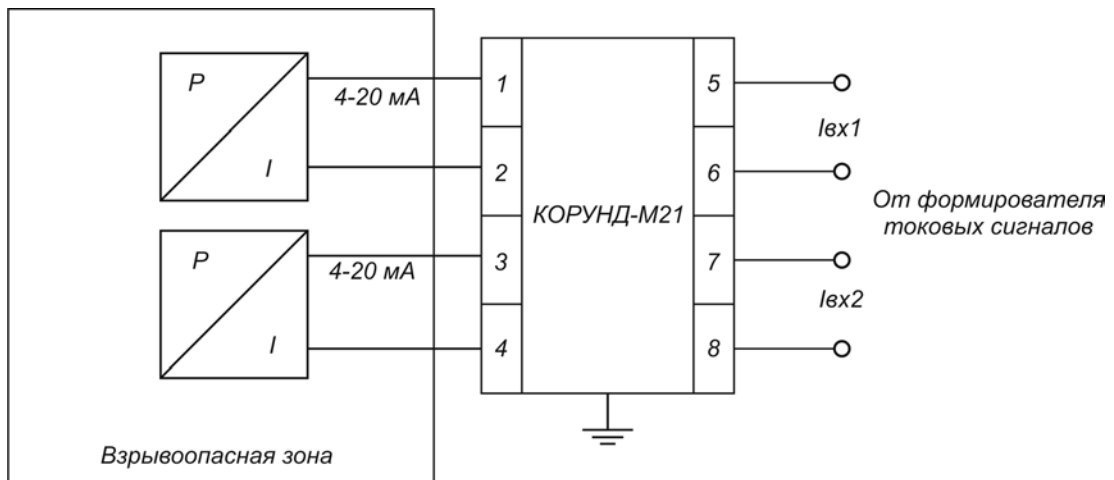 P
I
4-20 мА
P
I
4-20 мА
Взрывоопасная зона
1
2
3
4
КОРУНД-М21
5
6
7
8
Iвх1
Iвх2
От формирователя
токовых сигналов